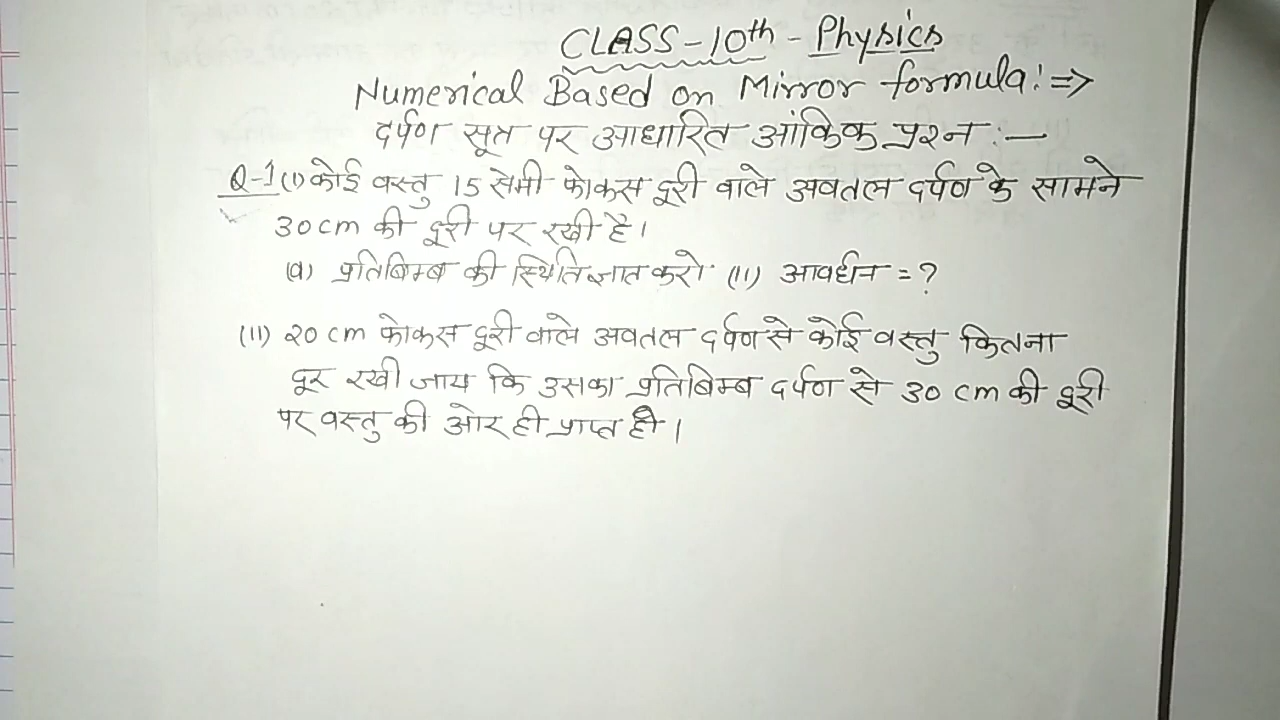 CLASS-10th - Physics
Numerical Based on Mirror formula:⇒
दर्पण सूत्र पर आधारित आंकिक प्रश्न :—
Q-1 (i) कोई वस्तु 15 सेमी फोकस दूरी वाले अवतल दर्पण के सामने
30cm की दूरी पर रखी है।
(a) प्रतिबिम्ब की स्थिति ज्ञात करो (ii) आवर्धन = ?
(ii) 20 cm फोकस दूरी वाले अवतल दर्पण से कोई वस्तु कितना
दूर रखी जाय कि उसका प्रतिबिम्ब दर्पण से 30 cm की दूरी
पर वस्तु की ओर ही प्राप्त हो।